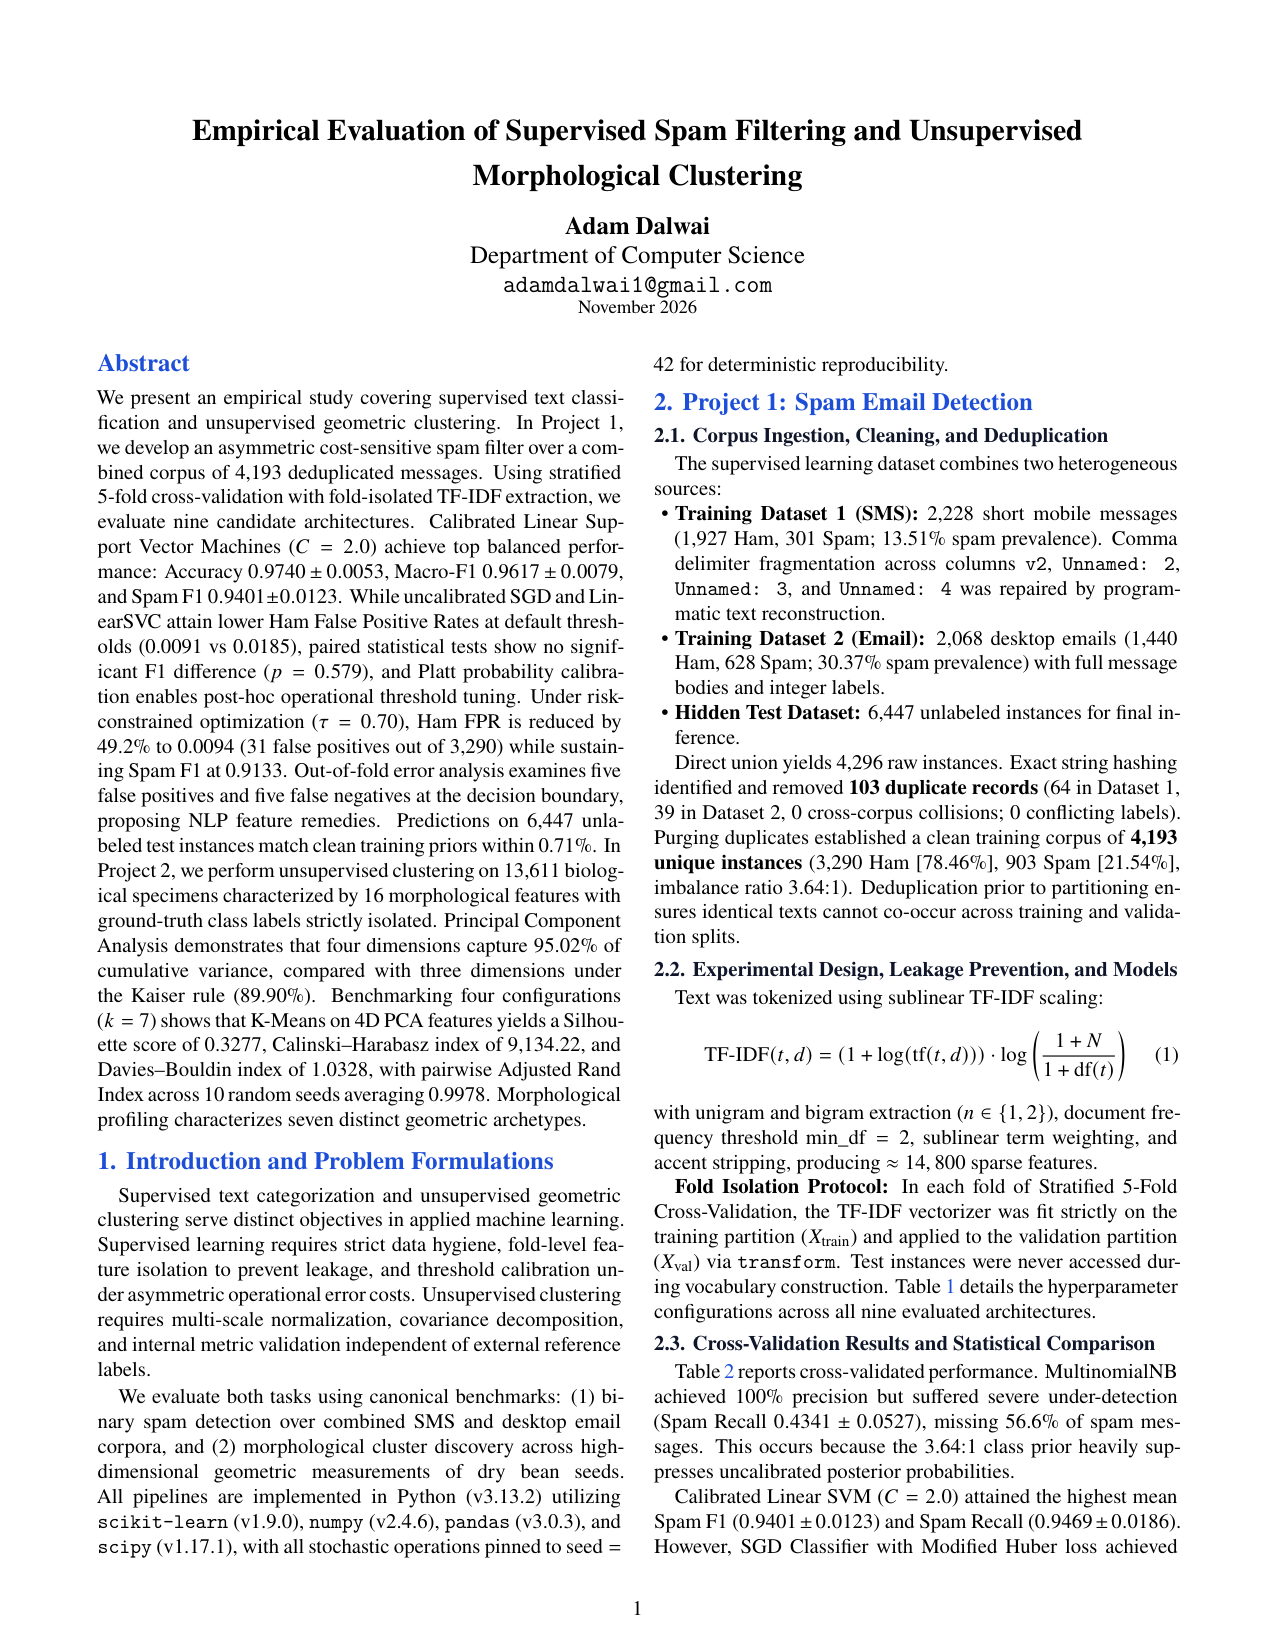 Empirical Evaluation of Supervised Spam Filtering and Unsupervised
Morphological Clustering
Adam Dalwai
Department of Computer Science
adamdalwai1@gmail.com
November 2026
Abstract
We present an empirical study covering supervised text classi-
fication and unsupervised geometric clustering. In Project 1,
we develop an asymmetric cost-sensitive spam filter over a com-
bined corpus of 4,193 deduplicated messages. Using stratified
5-fold cross-validation with fold-isolated TF-IDF extraction, we
evaluate nine candidate architectures. Calibrated Linear Sup-
port Vector Machines (C = 2.0) achieve top balanced perfor-
mance: Accuracy 0.9740 ± 0.0053, Macro-F1 0.9617 ± 0.0079,
and Spam F1 0.9401±0.0123. While uncalibrated SGD and Lin-
earSVC attain lower Ham False Positive Rates at default thresh-
olds (0.0091 vs 0.0185), paired statistical tests show no signif-
icant F1 difference (p = 0.579), and Platt probability calibra-
tion enables post-hoc operational threshold tuning. Under risk-
constrained optimization (τ = 0.70), Ham FPR is reduced by
49.2% to 0.0094 (31 false positives out of 3,290) while sustain-
ing Spam F1 at 0.9133. Out-of-fold error analysis examines five
false positives and five false negatives at the decision boundary,
proposing NLP feature remedies. Predictions on 6,447 unla-
beled test instances match clean training priors within 0.71%. In
Project 2, we perform unsupervised clustering on 13,611 biolog-
ical specimens characterized by 16 morphological features with
ground-truth class labels strictly isolated. Principal Component
Analysis demonstrates that four dimensions capture 95.02% of
cumulative variance, compared with three dimensions under
the Kaiser rule (89.90%). Benchmarking four configurations
(k = 7) shows that K-Means on 4D PCA features yields a Silhou-
ette score of 0.3277, Calinski–Harabasz index of 9,134.22, and
Davies–Bouldin index of 1.0328, with pairwise Adjusted Rand
Index across 10 random seeds averaging 0.9978. Morphological
profiling characterizes seven distinct geometric archetypes.
1. Introduction and Problem Formulations
Supervised text categorization and unsupervised geometric
clustering serve distinct objectives in applied machine learning.
Supervised learning requires strict data hygiene, fold-level fea-
ture isolation to prevent leakage, and threshold calibration un-
der asymmetric operational error costs. Unsupervised clustering
requires multi-scale normalization, covariance decomposition,
and internal metric validation independent of external reference
labels.
We evaluate both tasks using canonical benchmarks: (1) bi-
nary spam detection over combined SMS and desktop email
corpora, and (2) morphological cluster discovery across high-
dimensional geometric measurements of dry bean seeds.
All pipelines are implemented in Python (v3.13.2) utilizing
scikit-learn (v1.9.0), numpy (v2.4.6), pandas (v3.0.3), and
scipy (v1.17.1), with all stochastic operations pinned to seed =
42 for deterministic reproducibility.
2. Project 1: Spam Email Detection
2.1. Corpus Ingestion, Cleaning, and Deduplication
The supervised learning dataset combines two heterogeneous
sources:
• Training Dataset 1 (SMS): 2,228 short mobile messages
(1,927 Ham, 301 Spam; 13.51% spam prevalence). Comma
delimiter fragmentation across columns v2, Unnamed: 2,
Unnamed: 3, and Unnamed: 4 was repaired by program-
matic text reconstruction.
• Training Dataset 2 (Email): 2,068 desktop emails (1,440
Ham, 628 Spam; 30.37% spam prevalence) with full message
bodies and integer labels.
• Hidden Test Dataset: 6,447 unlabeled instances for final in-
ference.
Direct union yields 4,296 raw instances. Exact string hashing
identified and removed 103 duplicate records (64 in Dataset 1,
39 in Dataset 2, 0 cross-corpus collisions; 0 conflicting labels).
Purging duplicates established a clean training corpus of 4,193
unique instances (3,290 Ham [78.46%], 903 Spam [21.54%],
imbalance ratio 3.64:1). Deduplication prior to partitioning en-
sures identical texts cannot co-occur across training and valida-
tion splits.
2.2. Experimental Design, Leakage Prevention, and Models
Text was tokenized using sublinear TF-IDF scaling:
TF-IDF(t, d) = (1 + log(tf(t, d))) · log ( (1 + N) / (1 + df(t)) ) (1)
with unigram and bigram extraction (n ∈ {1, 2}), document fre-
quency threshold min_df = 2, sublinear term weighting, and
accent stripping, producing ≈ 14, 800 sparse features.
Fold Isolation Protocol: In each fold of Stratified 5-Fold
Cross-Validation, the TF-IDF vectorizer was fit strictly on the
training partition (Xtrain) and applied to the validation partition
(Xval) via transform. Test instances were never accessed dur-
ing vocabulary construction. Table 1 details the hyperparameter
configurations across all nine evaluated architectures.
2.3. Cross-Validation Results and Statistical Comparison
Table 2 reports cross-validated performance. MultinomialNB
achieved 100% precision but suffered severe under-detection
(Spam Recall 0.4341 ± 0.0527), missing 56.6% of spam mes-
sages. This occurs because the 3.64:1 class prior heavily sup-
presses uncalibrated posterior probabilities.
Calibrated Linear SVM (C = 2.0) attained the highest mean
Spam F1 (0.9401 ± 0.0123) and Spam Recall (0.9469 ± 0.0186).
However, SGD Classifier with Modified Huber loss achieved
1